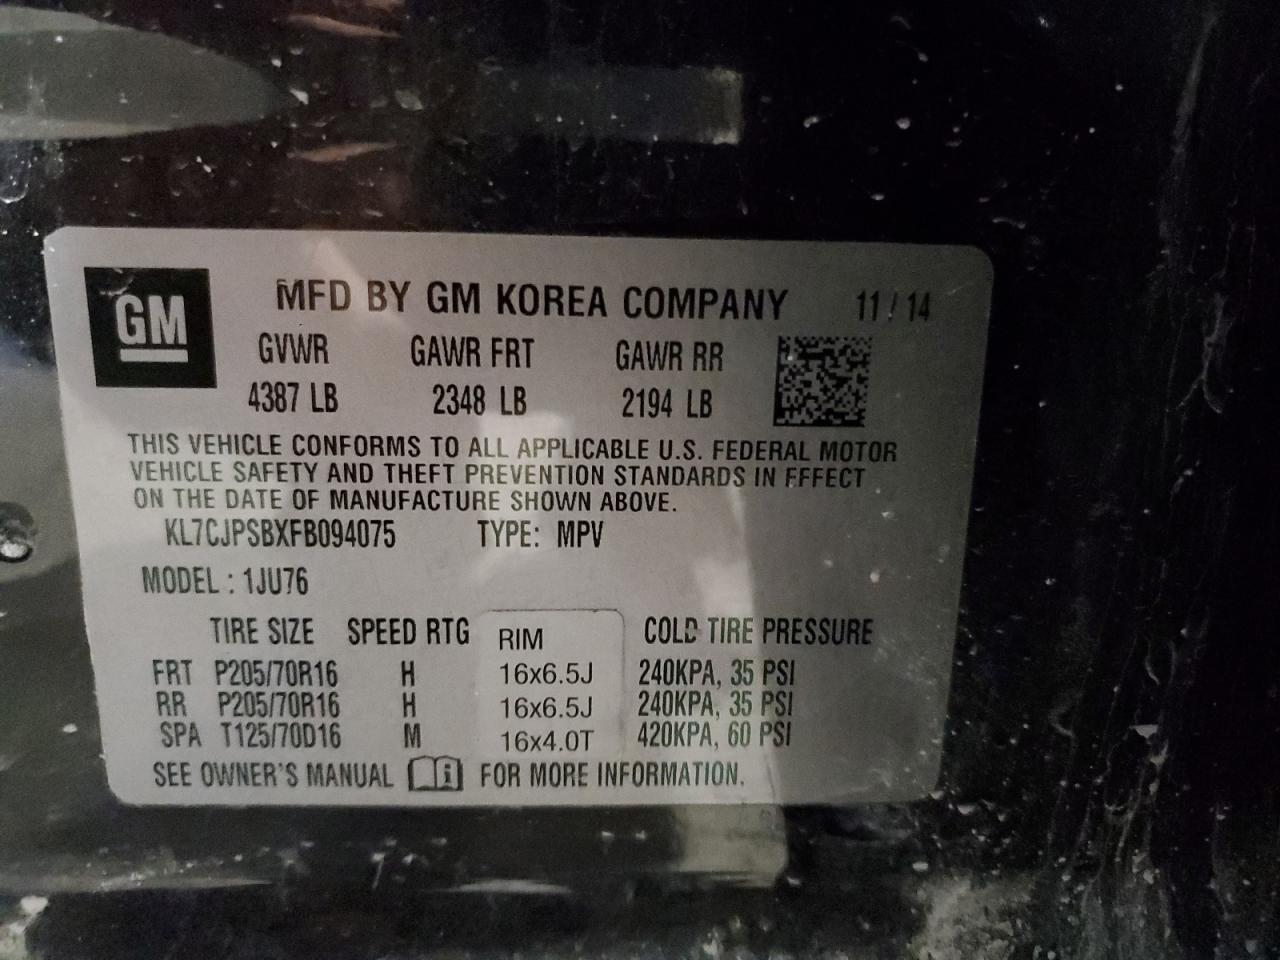 GM
MFD BY GM KOREA COMPANY 11 / 14
GVWR GAWR FRT GAWR RR
4387 LB 2348 LB 2194 LB
THIS VEHICLE CONFORMS TO ALL APPLICABLE U.S. FEDERAL MOTOR
VEHICLE SAFETY AND THEFT PREVENTION STANDARDS IN EFFECT
ON THE DATE OF MANUFACTURE SHOWN ABOVE.
KL7CJPSBXFB094075 TYPE: MPV
MODEL : 1JU76
TIRE SIZE SPEED RTG RIM COLD TIRE PRESSURE
FRT P205/70R16 H 16x6.5J 240KPA, 35 PSI
RR P205/70R16 H 16x6.5J 240KPA, 35 PSI
SPA T125/70D16 M 16x4.0T 420KPA, 60 PSI
SEE OWNER'S MANUAL i FOR MORE INFORMATION.